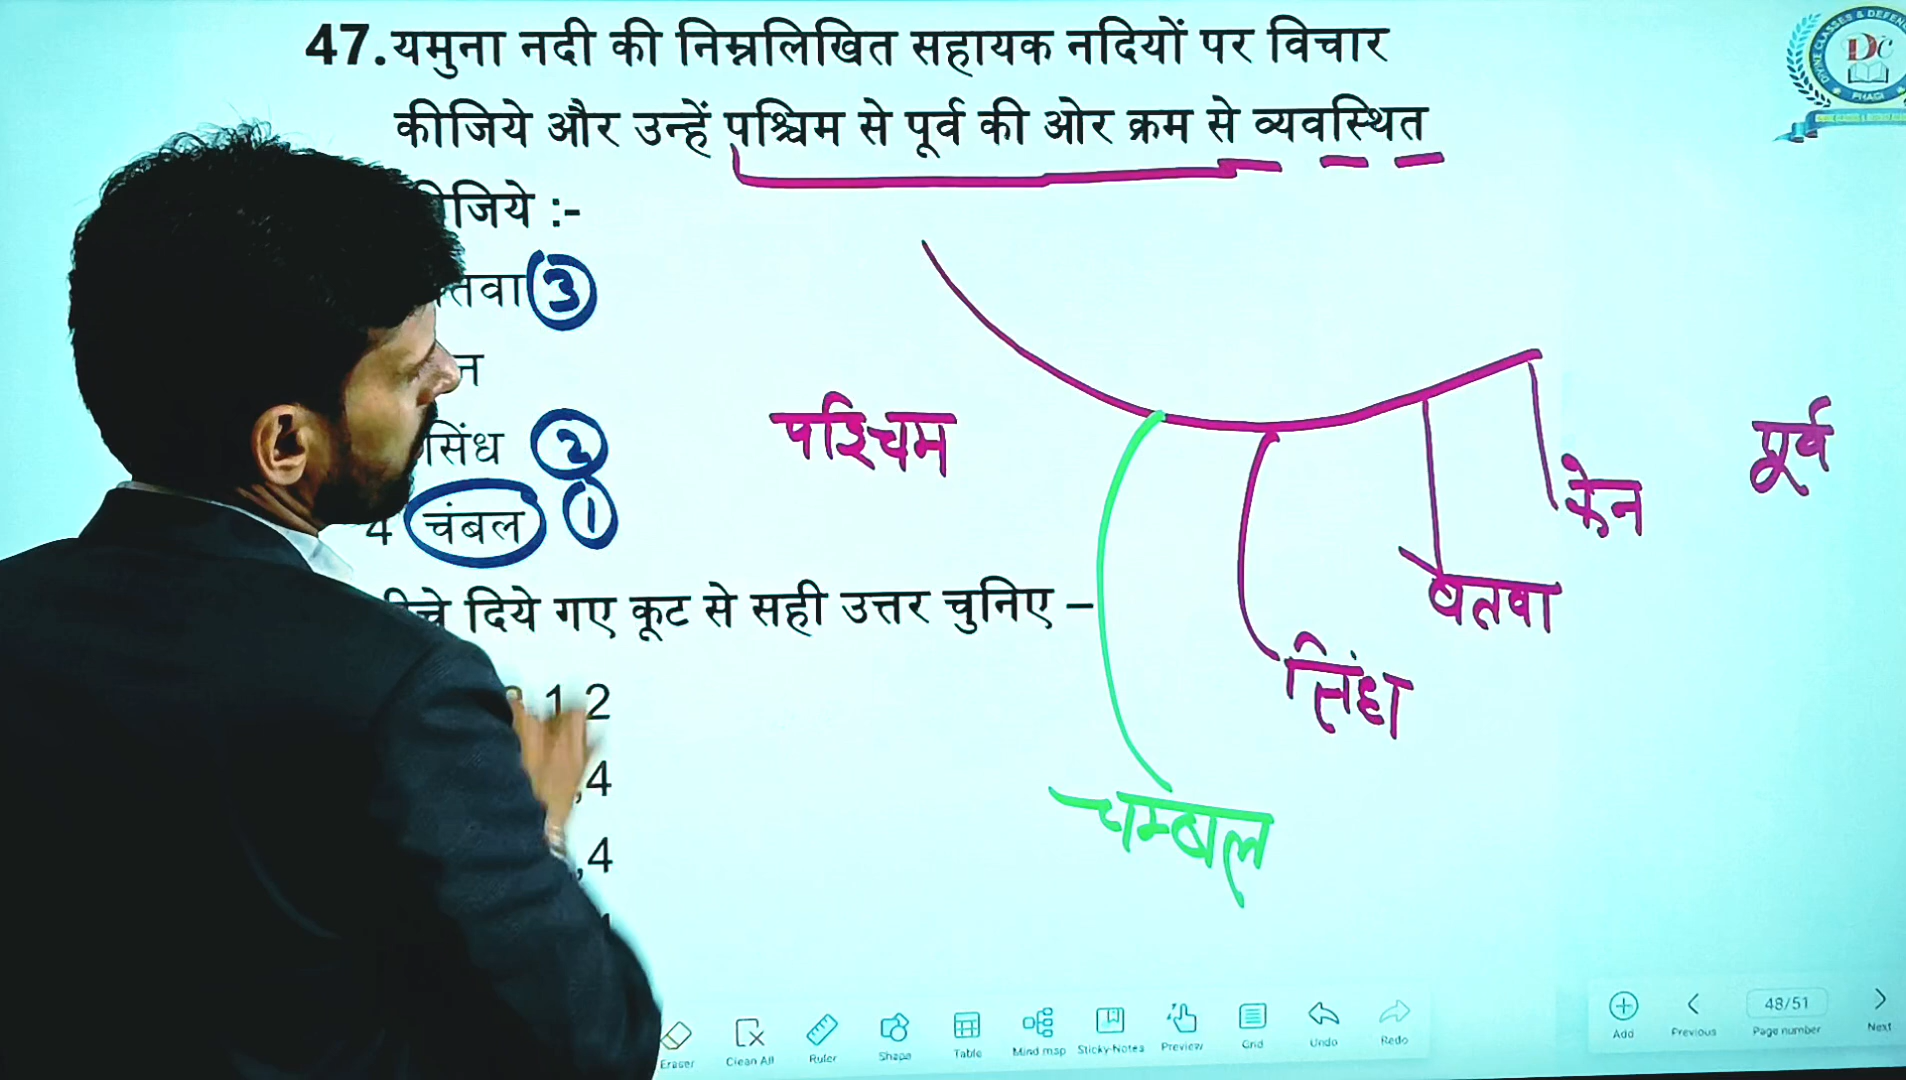 47. यमुना नदी की निम्नलिखित सहायक नदियों पर विचार
कीजिये और उन्हें पश्चिम से पूर्व की ओर क्रम से व्यवस्थित
जिये :-
तवा 3
न
सिंध 2
4 चंबल 1
चे दिये गए कूट से सही उत्तर चुनिए –
1,2
,4
,4
पश्चिम
पूर्व
केन
बेतवा
सिंध
चम्बल
DC
PHAGI
Eraser Clean All Ruler Shape Table Mind map Sticky Notes Preview Grid Undo Redo
48/51
Add Previous Page number Next